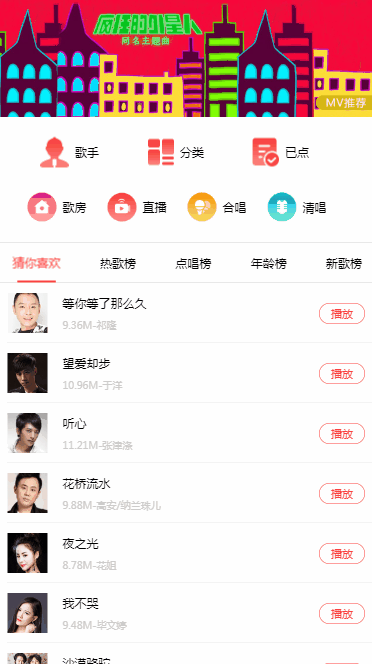 疯狂的外星人
同名主题曲
MV推荐
歌手
分类
已点
歌房
直播
合唱
清唱
猜你喜欢
热歌榜
点唱榜
年龄榜
新歌榜
等你等了那么久
9.36M-祁隆
播放
望爱却步
10.96M-于洋
播放
听心
11.21M-张津涤
播放
花桥流水
9.88M-高安/纳兰珠儿
播放
夜之光
8.78M-花姐
播放
我不哭
9.48M-毕文婷
播放
沙漠骆驼